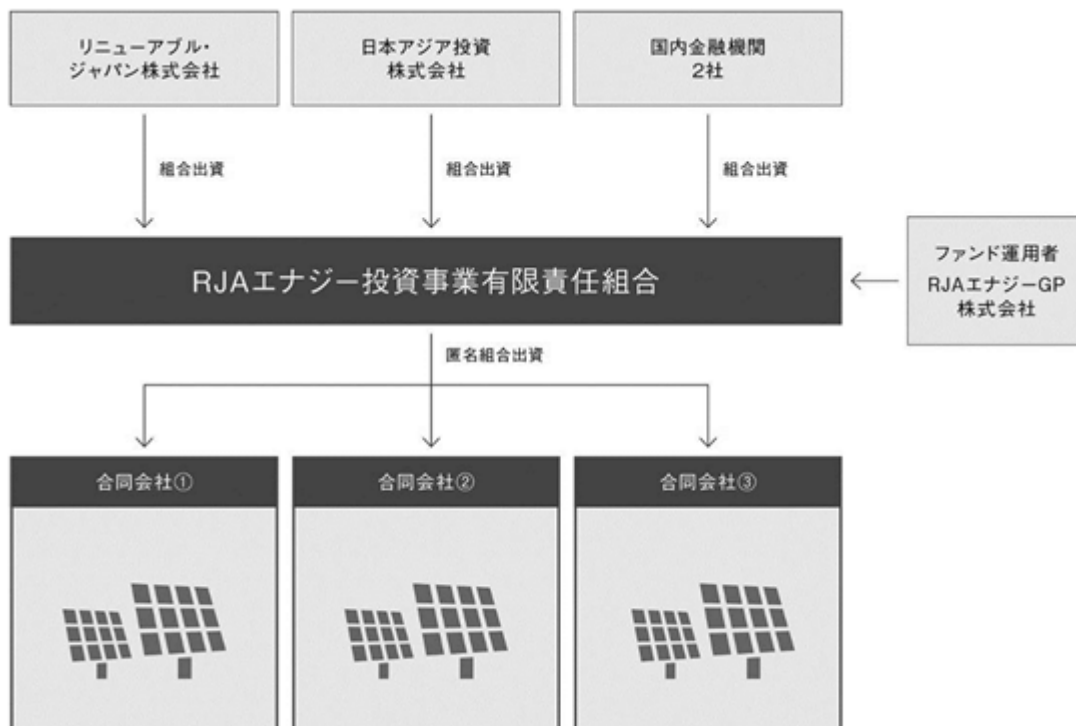 リニューアブル・
ジャパン株式会社
日本アジア投資
株式会社
国内金融機関
2社
組合出資
組合出資
組合出資
RJAエナジー投資事業有限責任組合
ファンド運用者
RJAエナジーGP
株式会社
匿名組合出資
合同会社①
合同会社②
合同会社③